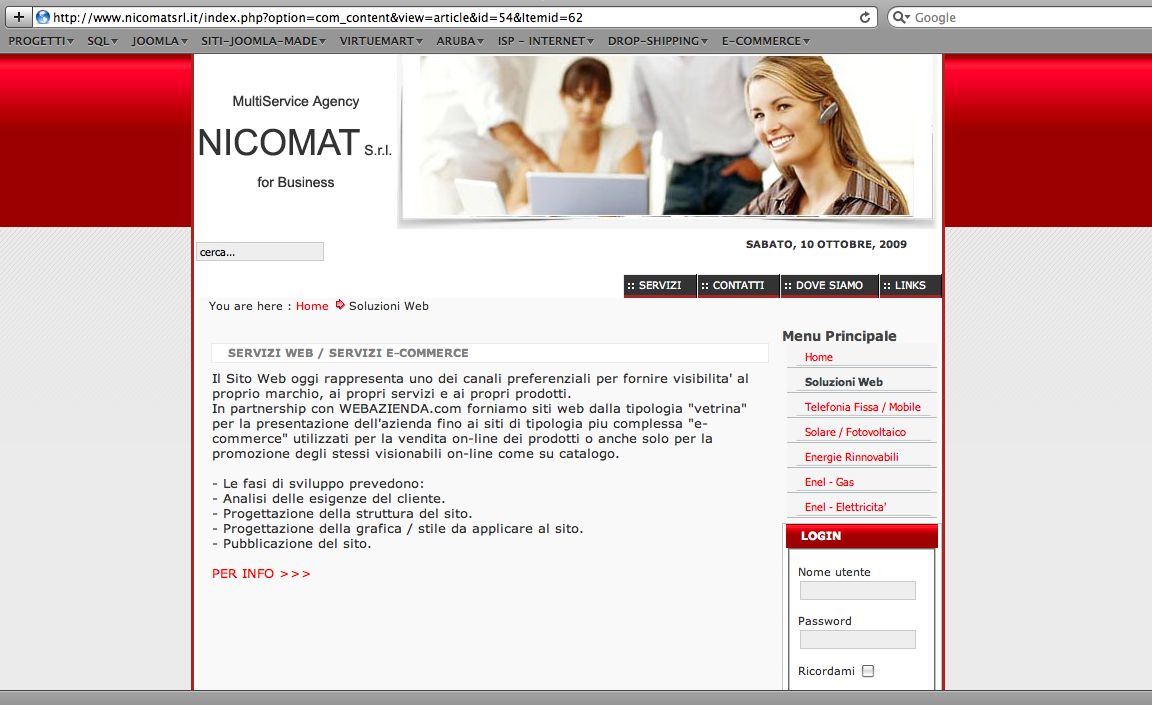 http://www.nicomatsrl.it/index.php?option=com_content&view=article&id=54&Itemid=62
Google
PROGETTI SQL JOOMLA SITI-JOOMLA-MADE VIRTUEMART ARUBA ISP - INTERNET DROP-SHIPPING E-COMMERCE
MultiService Agency
NICOMAT S.r.l.
for Business
SABATO, 10 OTTOBRE, 2009
cerca...
:: SERVIZI :: CONTATTI :: DOVE SIAMO :: LINKS
You are here : Home Soluzioni Web
SERVIZI WEB / SERVIZI E-COMMERCE
Il Sito Web oggi rappresenta uno dei canali preferenziali per fornire visibilita' al
proprio marchio, ai propri servizi e ai propri prodotti.
In partnership con WEBAZIENDA.com forniamo siti web dalla tipologia "vetrina"
per la presentazione dell'azienda fino ai siti di tipologia piu complessa "e-
commerce" utilizzati per la vendita on-line dei prodotti o anche solo per la
promozione degli stessi visionabili on-line come su catalogo.
- Le fasi di sviluppo prevedono:
- Analisi delle esigenze del cliente.
- Progettazione della struttura del sito.
- Progettazione della grafica / stile da applicare al sito.
- Pubblicazione del sito.
PER INFO >>>
Menu Principale
Home
Soluzioni Web
Telefonia Fissa / Mobile
Solare / Fotovoltaico
Energie Rinnovabili
Enel - Gas
Enel - Elettricita'
LOGIN
Nome utente
Password
Ricordami